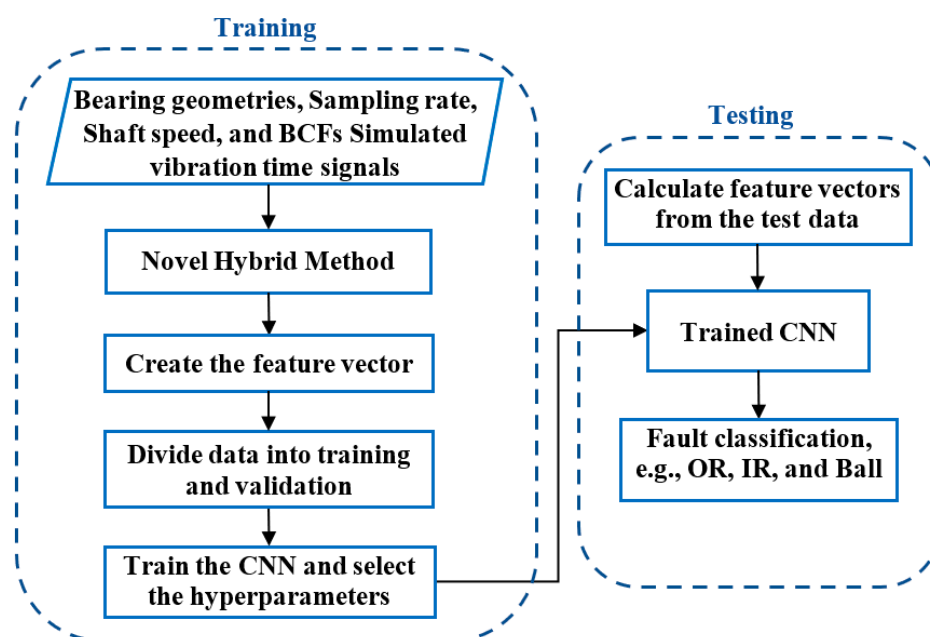 Training
Bearing geometries, Sampling rate,
Shaft speed, and BCFs Simulated
vibration time signals
Novel Hybrid Method
Create the feature vector
Divide data into training
and validation
Train the CNN and select
the hyperparameters
Testing
Calculate feature vectors
from the test data
Trained CNN
Fault classification,
e.g., OR, IR, and Ball